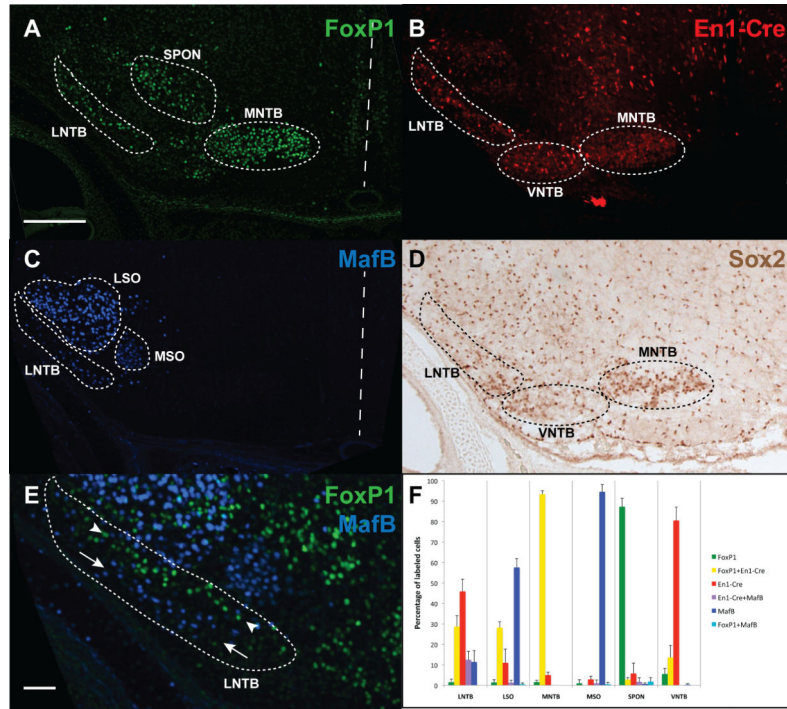 A
FoxP1
SPON
LNTB
MNTB
B
En1-Cre
LNTB
MNTB
VNTB
C
MafB
LSO
MSO
LNTB
D
Sox2
LNTB
MNTB
VNTB
E
FoxP1
MafB
LNTB
F
Percentage of labeled cells
100
90
80
70
60
50
40
30
20
10
0
LNTB LSO MNTB MSO SPON VNTB
FoxP1
FoxP1+En1-Cre
En1-Cre
En1-Cre+MafB
MafB
FoxP1+MafB